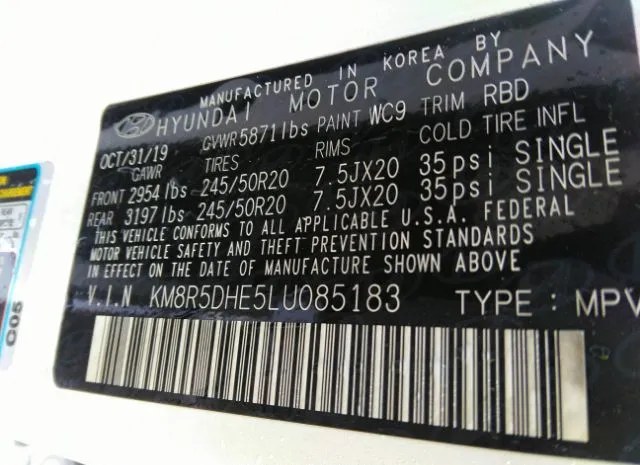 MANUFACTURED IN KOREA BY
HYUNDAI MOTOR COMPANY
OCT/31/19 GVWR 5871lbs PAINT WC9 TRIM RBD
GAWR TIRES RIMS COLD TIRE INFL
FRONT 2954 lbs 245/50R20 7.5JX20 35psi SINGLE
REAR 3197 lbs 245/50R20 7.5JX20 35psi SINGLE
THIS VEHICLE CONFORMS TO ALL APPLICABLE U.S.A. FEDERAL
MOTOR VEHICLE SAFETY AND THEFT PREVENTION STANDARDS
IN EFFECT ON THE DATE OF MANUFACTURE SHOWN ABOVE
V.I.N KM8R5DHE5LU085183 TYPE : MPV
C05